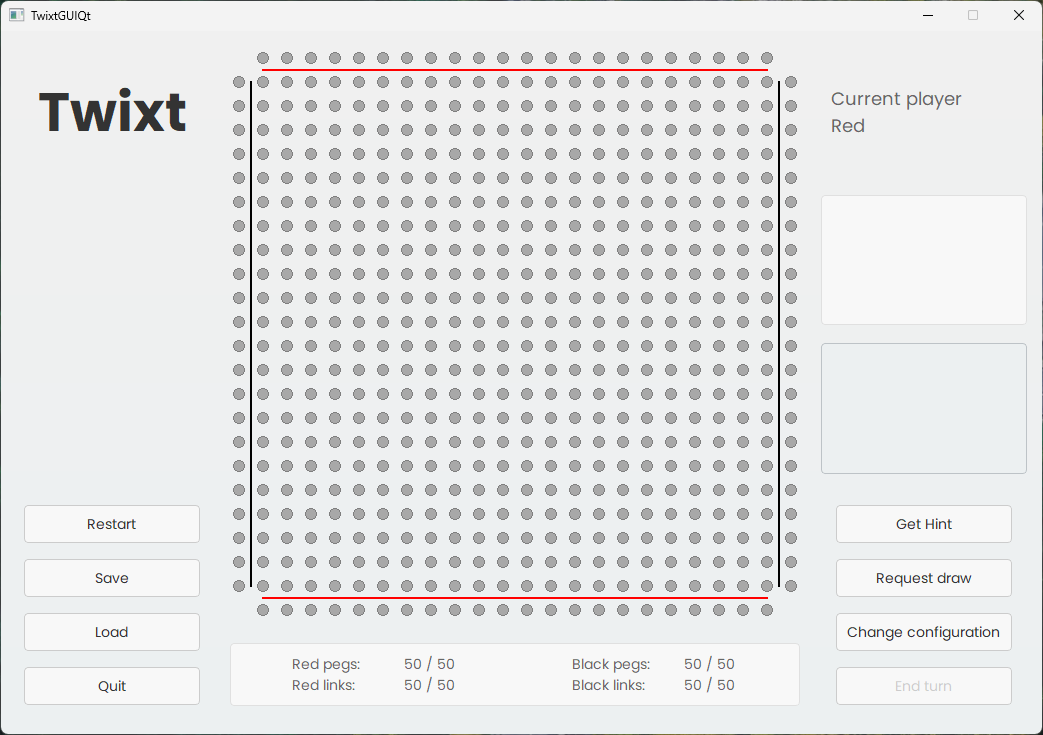 TwixtGUIQt
Twixt
Current player
Red
Restart
Save
Load
Quit
Get Hint
Request draw
Change configuration
End turn
Red pegs: 50 / 50 Black pegs: 50 / 50
Red links: 50 / 50 Black links: 50 / 50